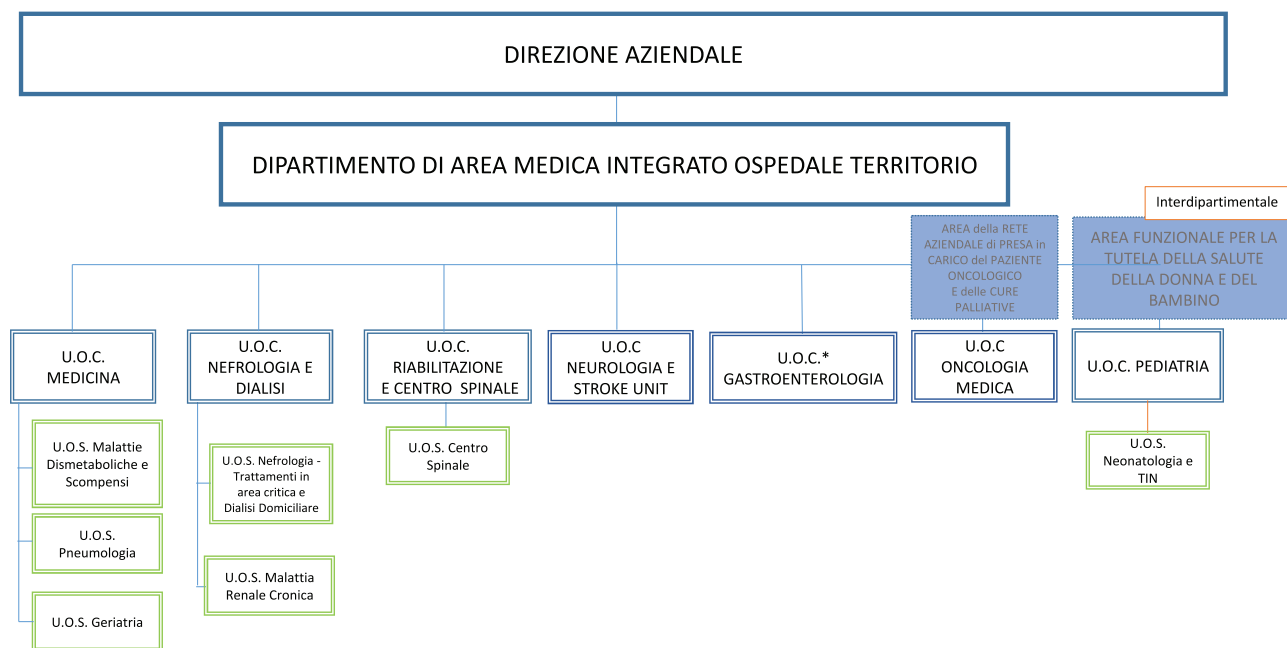 DIREZIONE AZIENDALE
DIPARTIMENTO DI AREA MEDICA INTEGRATO OSPEDALE TERRITORIO
Interdipartimentale
AREA della RETE
AZIENDALE di PRESA in
CARICO del PAZIENTE
ONCOLOGICO
E delle CURE
PALLIATIVE
AREA FUNZIONALE PER LA
TUTELA DELLA SALUTE
DELLA DONNA E DEL
BAMBINO
U.O.C.
MEDICINA
U.O.C.
NEFROLOGIA E
DIALISI
U.O.C.
RIABILITAZIONE
E CENTRO SPINALE
U.O.C
NEUROLOGIA E
STROKE UNIT
U.O.C.*
GASTROENTEROLOGIA
U.O.C
ONCOLOGIA
MEDICA
U.O.C. PEDIATRIA
U.O.S. Malattie
Dismetaboliche e
Scompensi
U.O.S.
Pneumologia
U.O.S. Geriatria
U.O.S. Nefrologia -
Trattamenti in
area critica e
Dialisi Domiciliare
U.O.S. Malattia
Renale Cronica
U.O.S. Centro
Spinale
U.O.S.
Neonatologia e
TIN